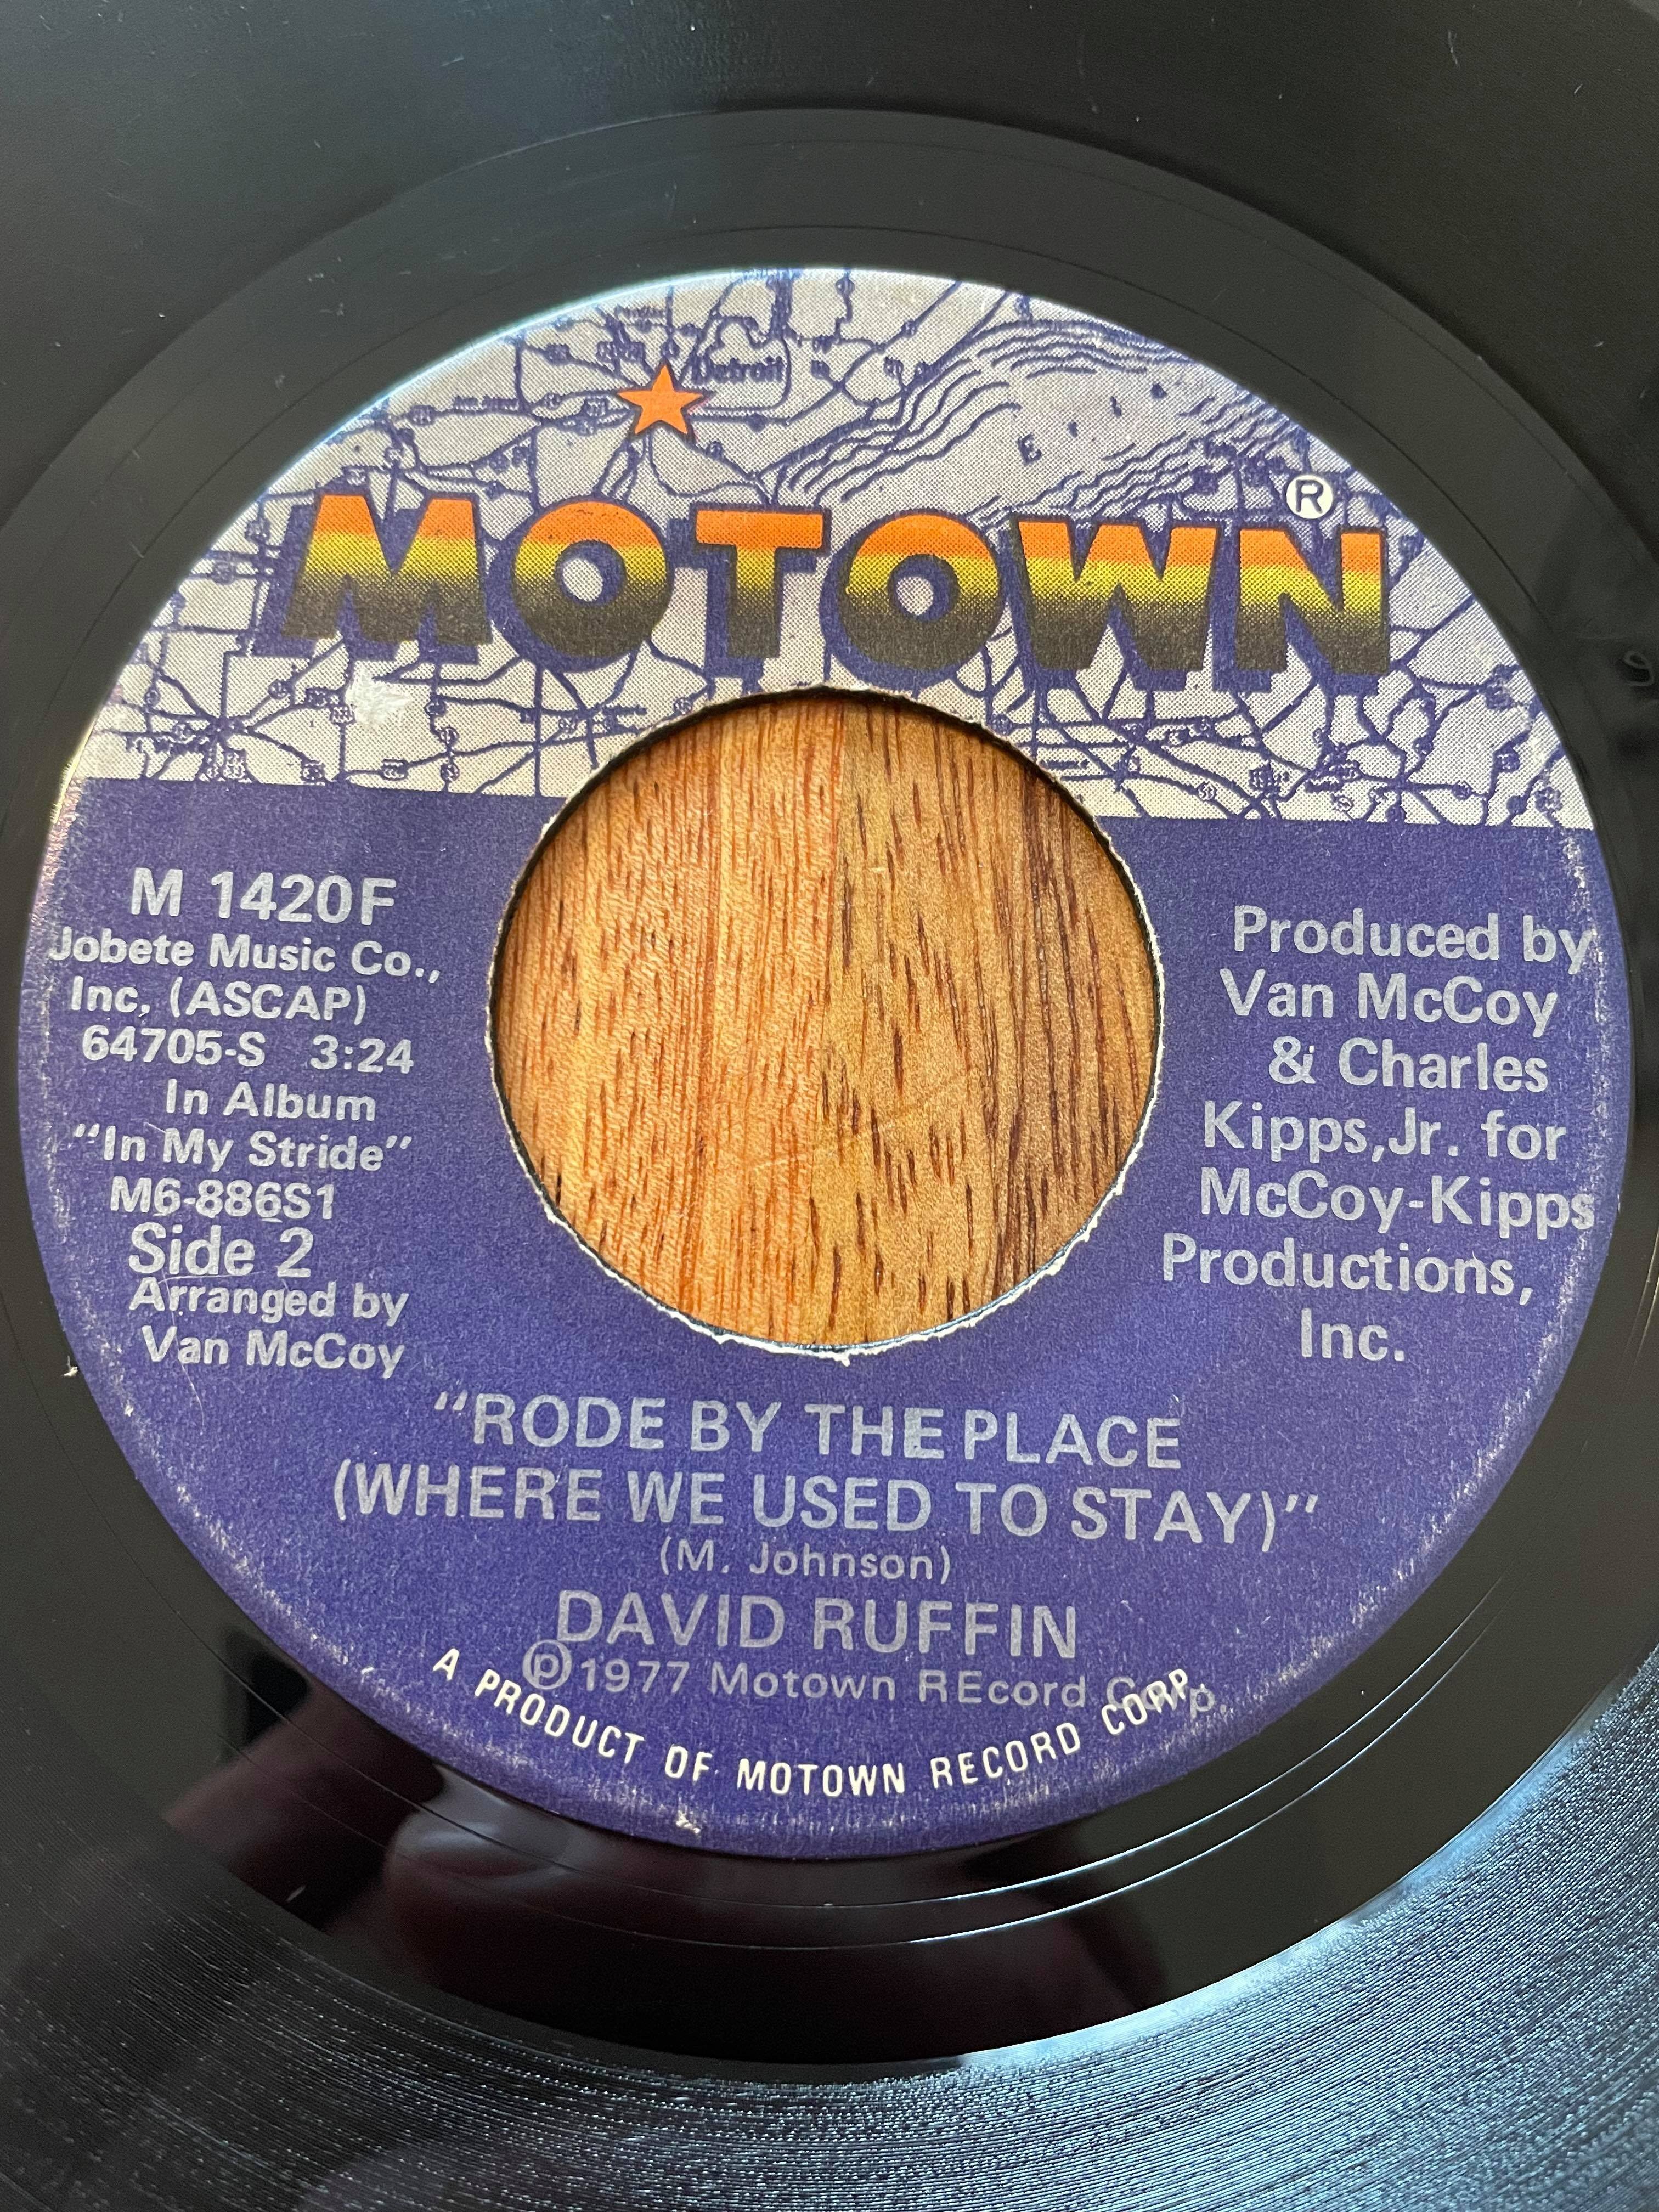 Detroit
E
MOTOWN®
M 1420F
Jobete Music Co.,
Inc, (ASCAP)
64705-S 3:24
In Album
"In My Stride"
M6-886S1
Side 2
Arranged by
Van McCoy
Produced by
Van McCoy
& Charles
Kipps,Jr. for
McCoy-Kipps
Productions,
Inc.
"RODE BY THE PLACE
(WHERE WE USED TO STAY)"
(M. Johnson)
DAVID RUFFIN
℗1977 Motown REcord Corp.
A PRODUCT OF MOTOWN RECORD CORP.